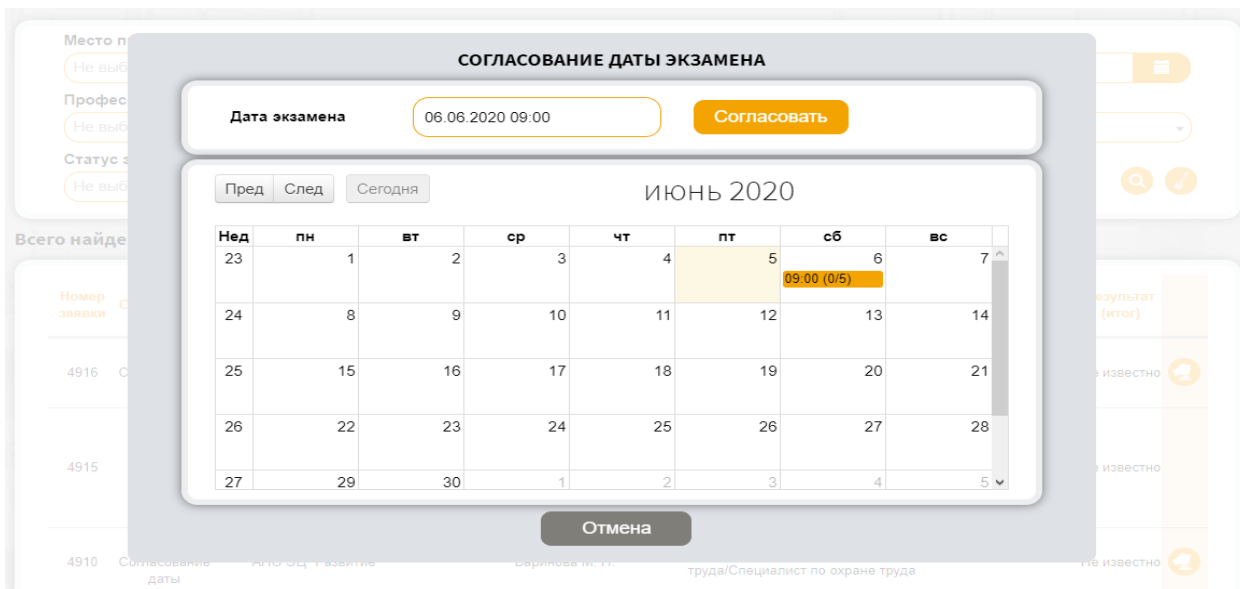 Место п
СОГЛАСОВАНИЕ ДАТЫ ЭКЗАМЕНА
Не выб
Профес
Дата экзамена 06.06.2020 09:00 Согласовать
Не выб
Статус з
Не выб
Пред След Сегодня июнь 2020
Всего найде
Нед пн вт ср чт пт сб вс
23 1 2 3 4 5 6 7
09:00 (0/5)
Номер заявки
24 8 9 10 11 12 13 14
4916 С
25 15 16 17 18 19 20 21
известно
26 22 23 24 25 26 27 28
4915
известно
27 29 30 1 2 3 4 5
Отмена
4910 Согласование АНО ЭЦ "Развитие"
Не известно
даты
труда/Специалист по охране труда